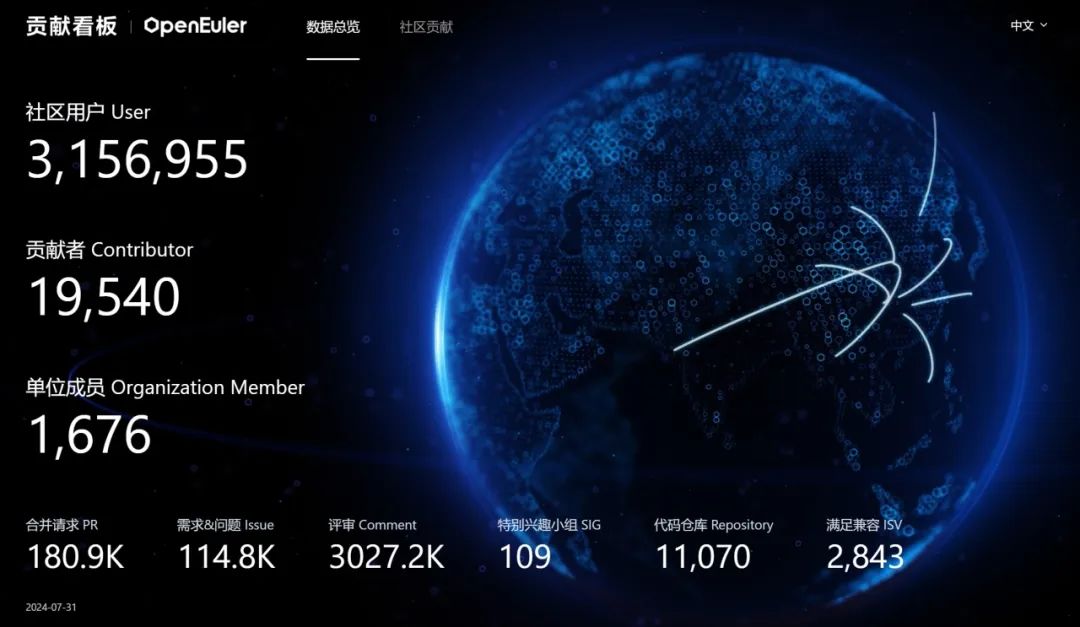 贡献看板 | OpenEuler 数据总览 社区贡献 中文
社区用户 User
3,156,955
贡献者 Contributor
19,540
单位成员 Organization Member
1,676
合并请求 PR 需求&问题 Issue 评审 Comment 特别兴趣小组 SIG 代码仓库 Repository 满足兼容 ISV
180.9K 114.8K 3027.2K 109 11,070 2,843
2024-07-31